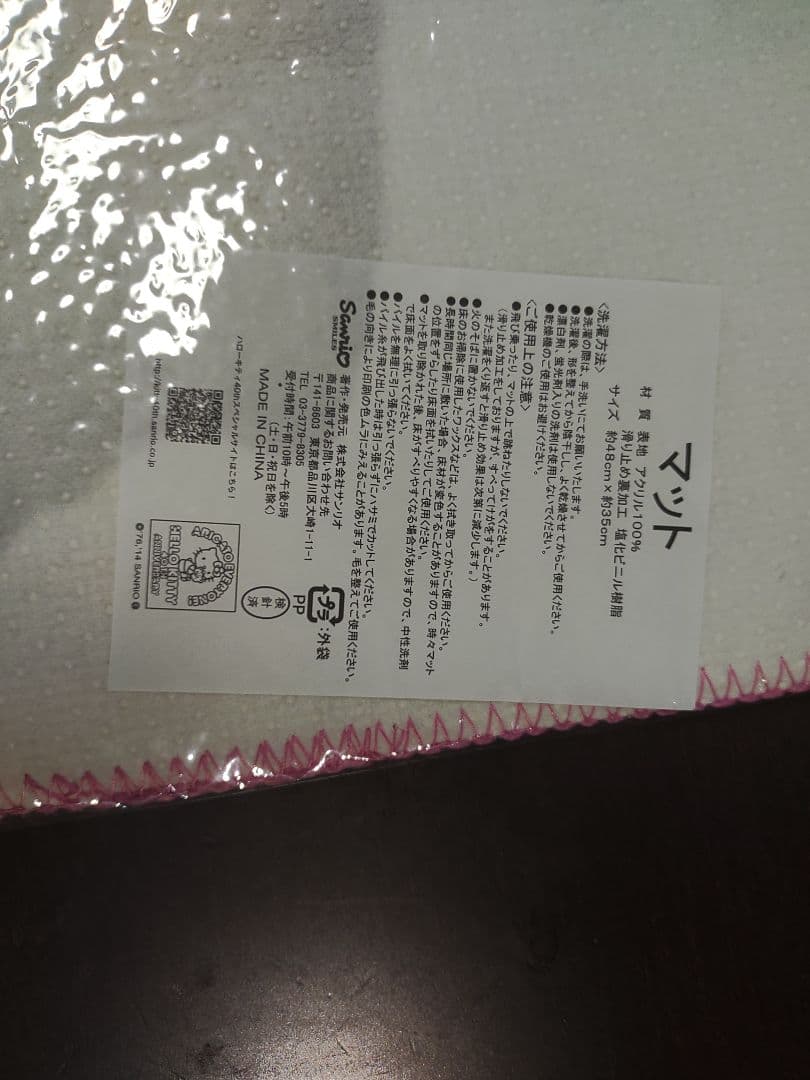 マット
材 質 表地 アクリル100%
滑り止め裏加工 塩化ビニル樹脂
サイズ 約48cm×約35cm
〈洗濯方法〉
●洗濯の際は、手洗いにてお願いいたします。
●洗濯後、形を整えてから陰干しし、よく乾燥させてからご使用ください。
●漂白剤、蛍光剤入りの洗剤は使用しないでください。
●乾燥機のご使用はお避けください。
〈ご使用上の注意〉
●飛び乗ったり、マットの上で跳ねたりしないでください。
（滑り止め加工をしておりますが、すべってけがをすることがあります。
また洗濯をくり返すと滑り止め効果は次第に減少します。）
●火のそばに置かないでください。
●床のお掃除に使用したワックスなどは、よく拭き取ってからご使用ください。
●長時間同じ場所に敷いた場合、床材が変色することがありますので、時々マット
の位置をずらしたり床面を拭いたりしてご使用ください。
●マットを取り除かれた後、床がすべりやすくなる場合がありますので、中性洗剤
で床面をよく拭いてください。
●パイルを無理に引っ張らないでください。
●パイル糸が飛び出した時は引っ張らずにハサミでカットしてください。
●毛の向きにより印刷の色ムラにみえることがあります。毛を整えてご使用ください。
Sanrio
SMILES
著作・発売元 株式会社サンリオ
商品に関するお問い合わせ先
〒141-8603 東京都品川区大崎1-11-1
TEL 03-3779-8305
受付時間：午前10時～午後5時
（土・日・祝日を除く）
MADE IN CHINA
プラ：外袋
PP
検針済
ハローキティ40thスペシャルサイトはこちら！
HELLO KITTY
ANNIVERSARY
©'76,'14 SANRIO